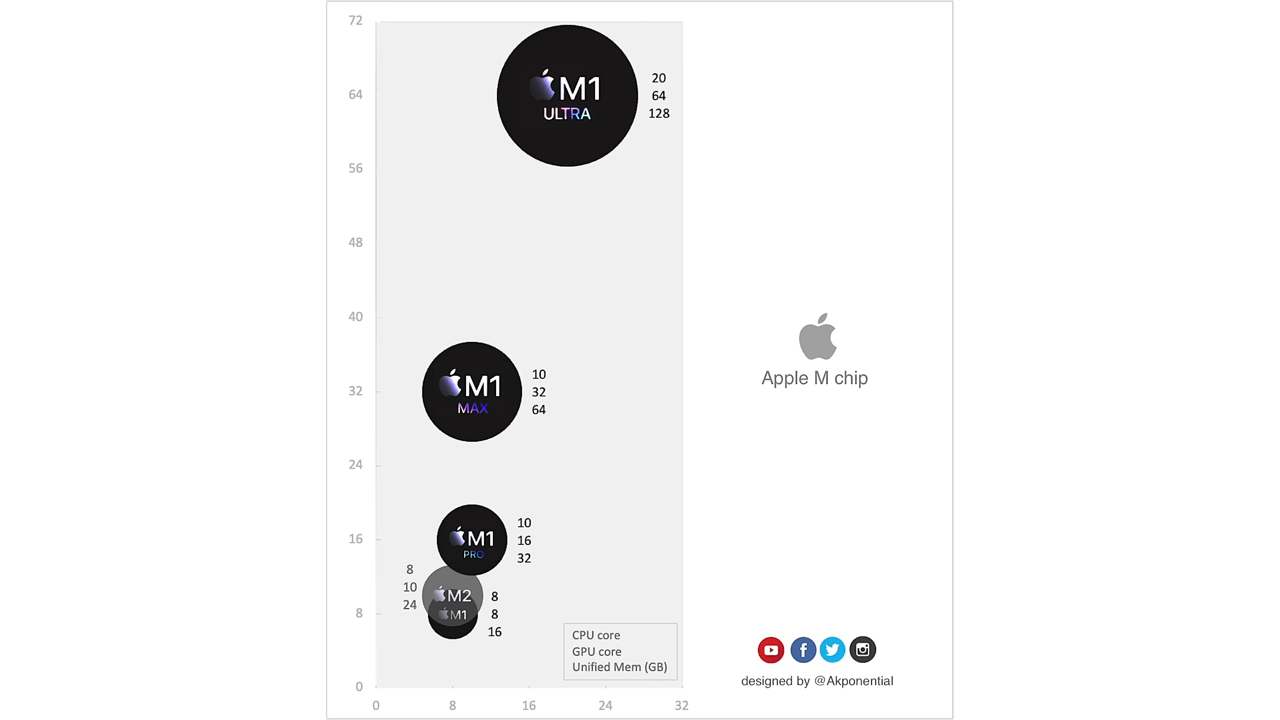 72
64
56
48
40
32
24
16
8
0
0
8
16
24
32
M1
ULTRA
20
64
128
M1
MAX
10
32
64
M1
PRO
10
16
32
8
10
24
M2
M1
8
8
16
CPU core
GPU core
Unified Mem (GB)
Apple M chip
designed by @Akponential